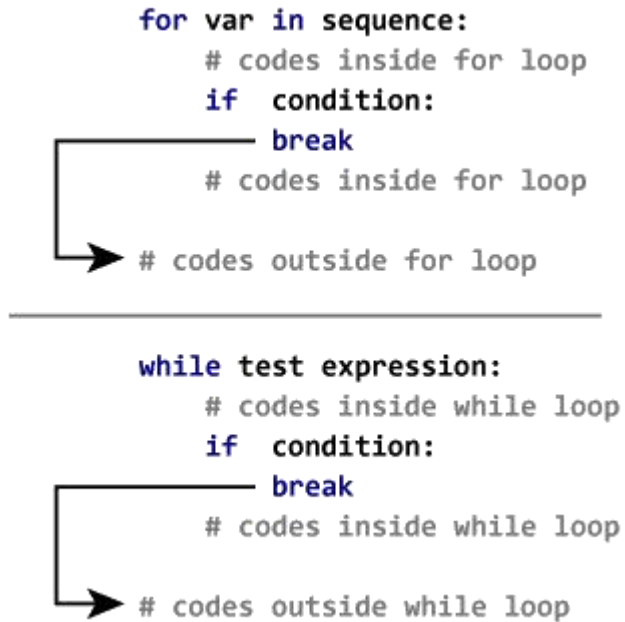 for var in sequence:
# codes inside for loop
if condition:
break
# codes inside for loop
# codes outside for loop
while test expression:
# codes inside while loop
if condition:
break
# codes inside while loop
# codes outside while loop